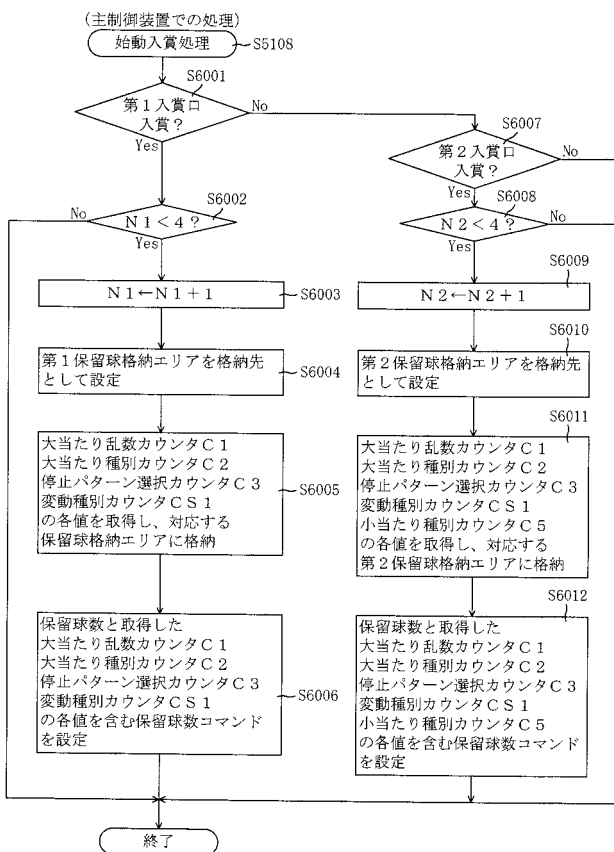 (主制御装置での処理)
始動入賞処理
S5108
S6001
第1入賞口
入賞?
No
Yes
S6002
N1<4?
No
Yes
N1←N1+1
S6003
第1保留球格納エリアを格納先
として設定
S6004
大当たり乱数カウンタC1
大当たり種別カウンタC2
停止パターン選択カウンタC3
変動種別カウンタCS1
の各値を取得し、対応する
保留球格納エリアに格納
S6005
保留球数と取得した
大当たり乱数カウンタC1
大当たり種別カウンタC2
停止パターン選択カウンタC3
変動種別カウンタCS1
の各値を含む保留球数コマンド
を設定
S6006
S6007
第2入賞口
入賞?
No
Yes
S6008
N2<4?
No
Yes
S6009
N2←N2+1
S6010
第2保留球格納エリアを格納先
として設定
S6011
大当たり乱数カウンタC1
大当たり種別カウンタC2
停止パターン選択カウンタC3
変動種別カウンタCS1
小当たり種別カウンタC5
の各値を取得し、対応する
第2保留球格納エリアに格納
S6012
保留球数と取得した
大当たり乱数カウンタC1
大当たり種別カウンタC2
停止パターン選択カウンタC3
変動種別カウンタCS1
小当たり種別カウンタC5
の各値を含む保留球数コマンド
を設定
終了